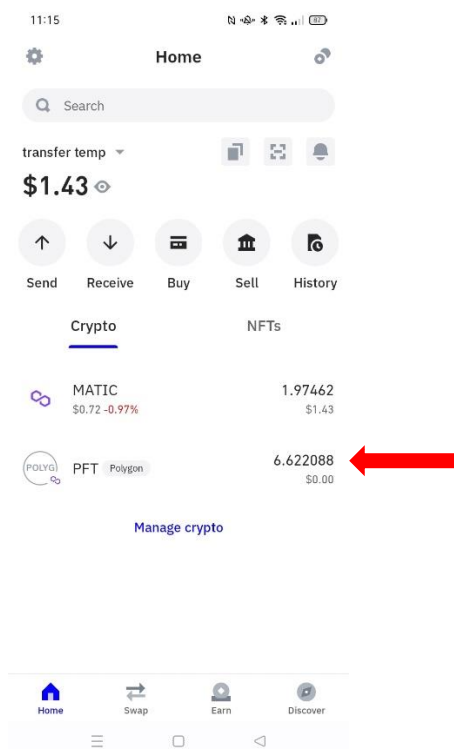 11:15
87
Home
Search
transfer temp
$1.43
Send Receive Buy Sell History
Crypto NFTs
MATIC 1.97462
$0.72 -0.97% $1.43
POLYG PFT Polygon 6.622088
$0.00
Manage crypto
Home Swap Earn Discover